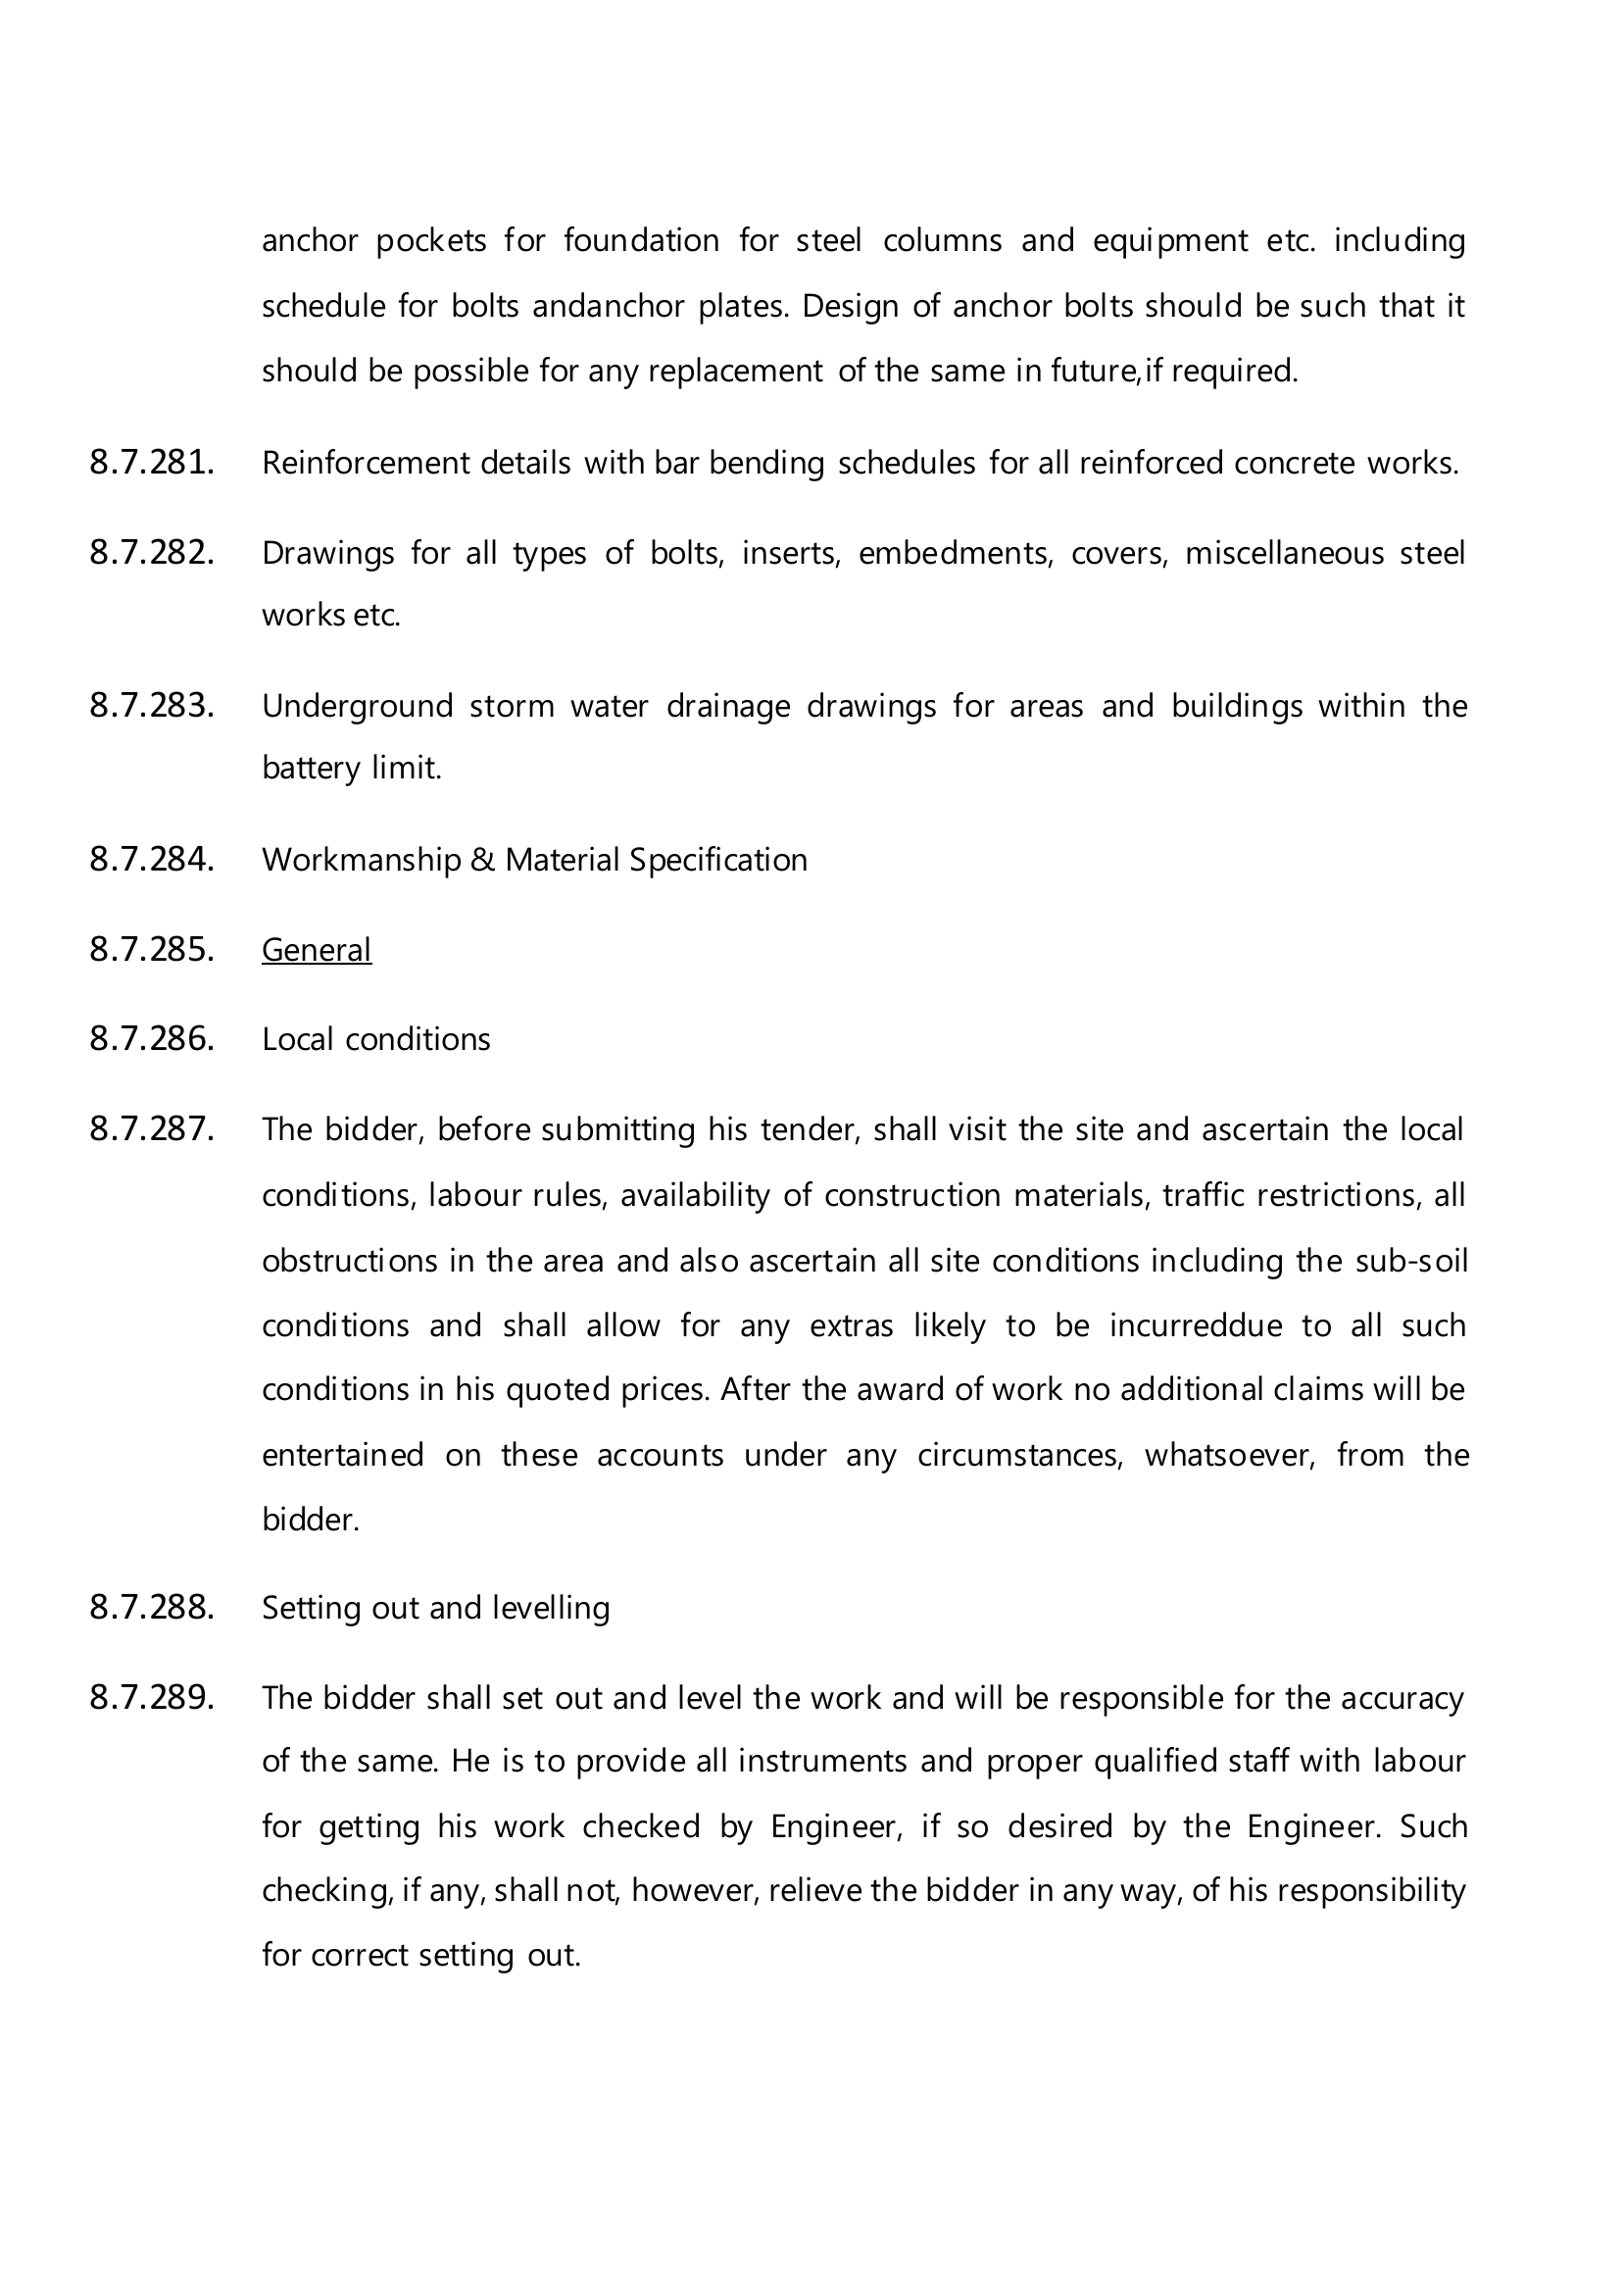 anchor pockets for foundation for steel columns and equipment etc. including
schedule for bolts andanchor plates. Design of anchor bolts should be such that it
should be possible for any replacement of the same in future,if required.
8.7.281. Reinforcement details with bar bending schedules for all reinforced concrete works.
8.7.282. Drawings for all types of bolts, inserts, embedments, covers, miscellaneous steel
works etc.
8.7.283. Underground storm water drainage drawings for areas and buildings within the
battery limit.
8.7.284. Workmanship & Material Specification
8.7.285. General
8.7.286. Local conditions
8.7.287. The bidder, before submitting his tender, shall visit the site and ascertain the local
conditions, labour rules, availability of construction materials, traffic restrictions, all
obstructions in the area and also ascertain all site conditions including the sub-soil
conditions and shall allow for any extras likely to be incurreddue to all such
conditions in his quoted prices. After the award of work no additional claims will be
entertained on these accounts under any circumstances, whatsoever, from the
bidder.
8.7.288. Setting out and levelling
8.7.289. The bidder shall set out and level the work and will be responsible for the accuracy
of the same. He is to provide all instruments and proper qualified staff with labour
for getting his work checked by Engineer, if so desired by the Engineer. Such
checking, if any, shall not, however, relieve the bidder in any way, of his responsibility
for correct setting out.